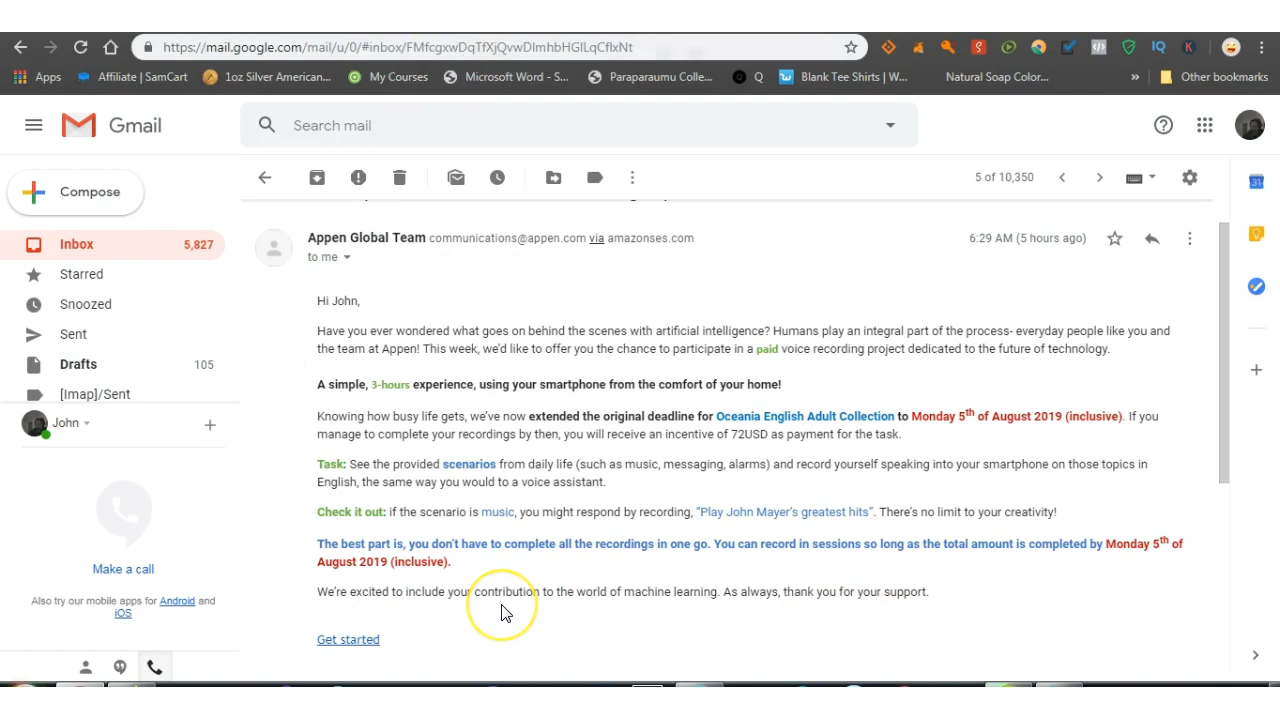 https://mail.google.com/mail/u/0/#inbox/FMfcgxwDqTfXjQvwDlmhbHGlLqCflxNt
Apps Affiliate | SamCart 1oz Silver American... My Courses Microsoft Word - S... Paraparaumu Colle... Q Blank Tee Shirts | W... Natural Soap Color... » Other bookmarks
Gmail
Search mail
Compose
5 of 10,350
Inbox 5,827
Starred
Snoozed
Sent
Drafts 105
[Imap]/Sent
John
Make a call
Also try our mobile apps for Android and
iOS
Appen Global Team communications@appen.com via amazonses.com
6:29 AM (5 hours ago)
to me
Hi John,
Have you ever wondered what goes on behind the scenes with artificial intelligence? Humans play an integral part of the process- everyday people like you and
the team at Appen! This week, we'd like to offer you the chance to participate in a paid voice recording project dedicated to the future of technology.
A simple, 3-hours experience, using your smartphone from the comfort of your home!
Knowing how busy life gets, we've now extended the original deadline for Oceania English Adult Collection to Monday 5th of August 2019 (inclusive). If you
manage to complete your recordings by then, you will receive an incentive of 72USD as payment for the task.
Task: See the provided scenarios from daily life (such as music, messaging, alarms) and record yourself speaking into your smartphone on those topics in
English, the same way you would to a voice assistant.
Check it out: if the scenario is music, you might respond by recording, "Play John Mayer's greatest hits". There's no limit to your creativity!
The best part is, you don't have to complete all the recordings in one go. You can record in sessions so long as the total amount is completed by Monday 5th of
August 2019 (inclusive).
We're excited to include your contribution to the world of machine learning. As always, thank you for your support.
Get started